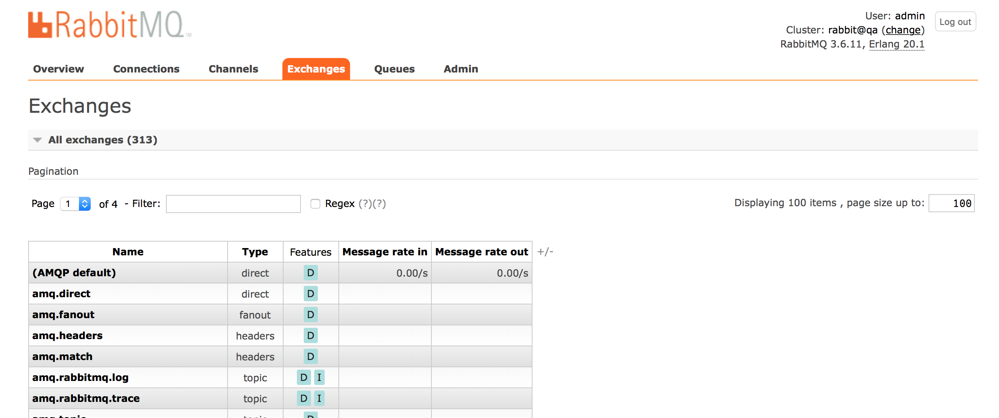 RabbitMQ™
User: admin
Cluster: rabbit@qa (change)
RabbitMQ 3.6.11, Erlang 20.1
Log out
Overview Connections Channels Exchanges Queues Admin
Exchanges
All exchanges (313)
Pagination
Page 1 of 4 - Filter: Regex (?)(?) Displaying 100 items , page size up to: 100
Name Type Features Message rate in Message rate out +/-
(AMQP default) direct D 0.00/s 0.00/s
amq.direct direct D
amq.fanout fanout D
amq.headers headers D
amq.match headers D
amq.rabbitmq.log topic D I
amq.rabbitmq.trace topic D I
amq.topic topic D